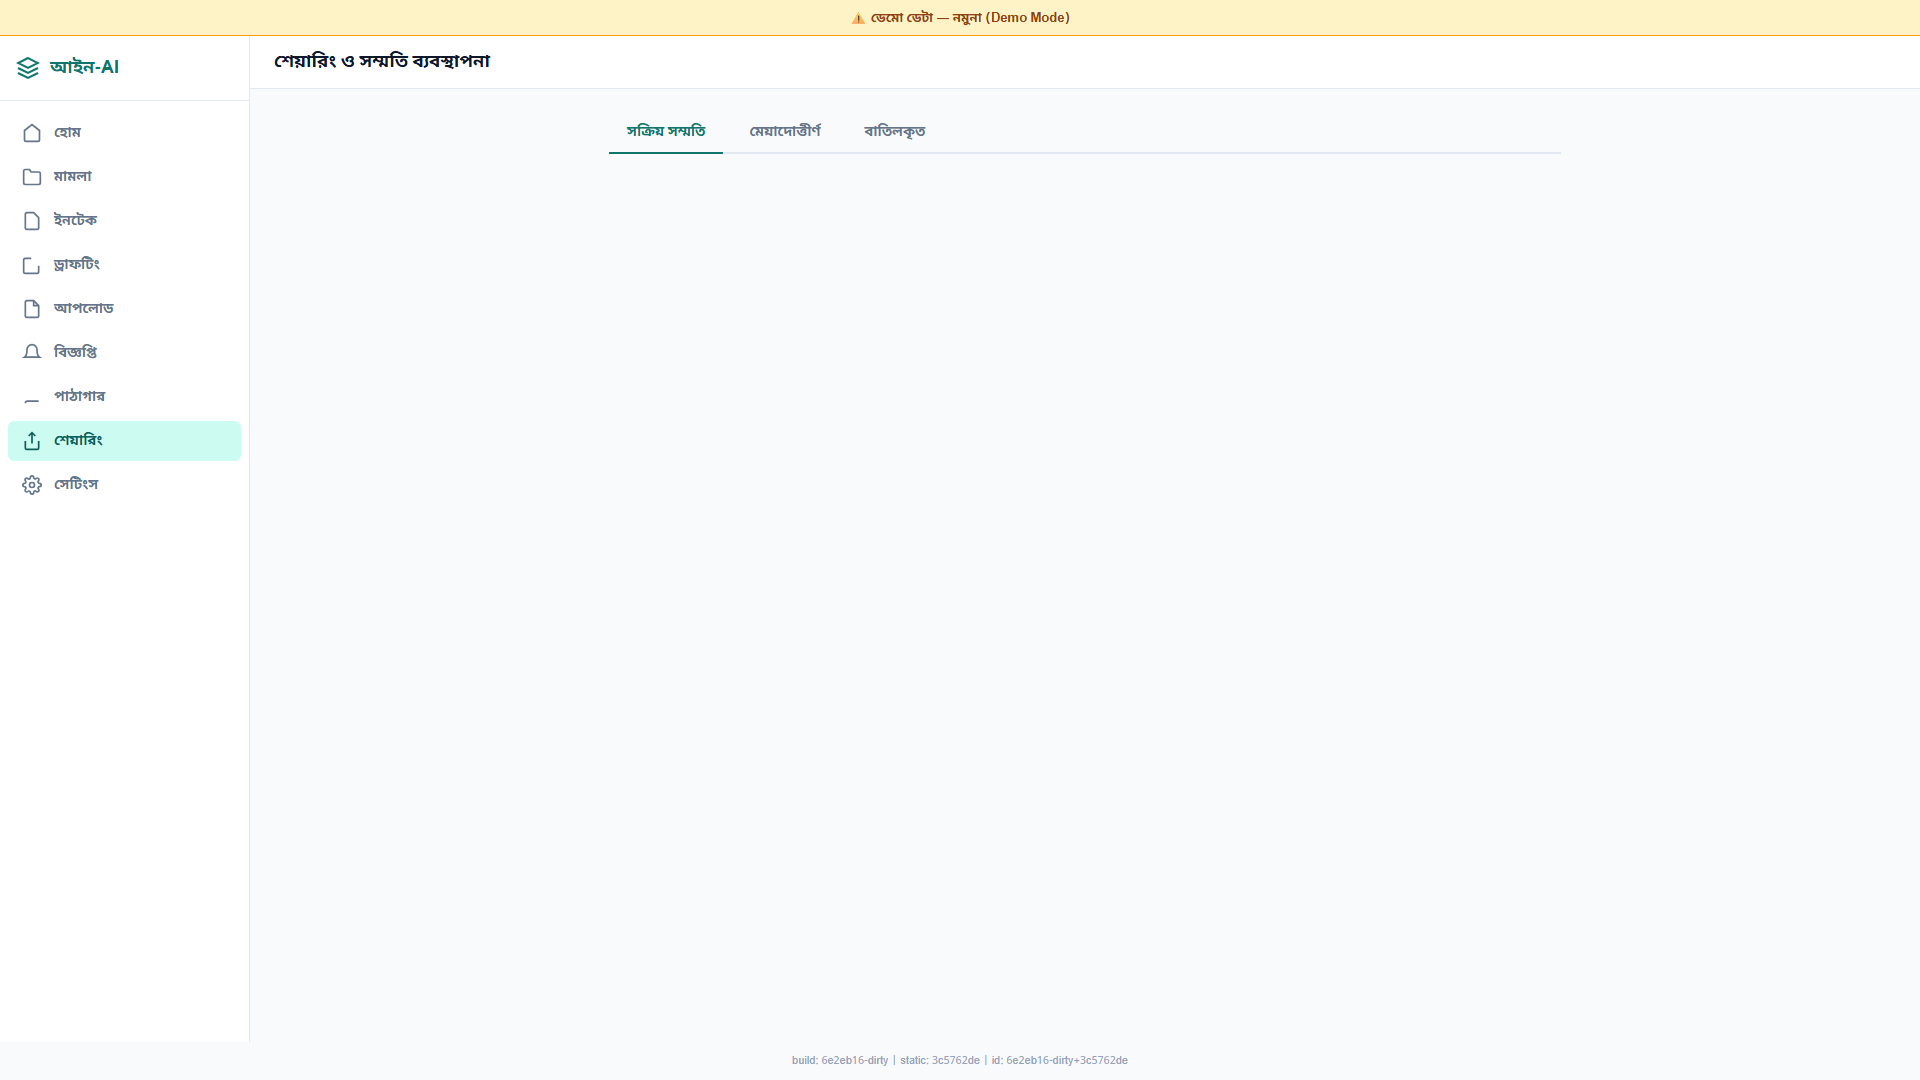 ⚠️ ডেমো ডেটা — নমুনা (Demo Mode)
আইন-AI
শেয়ারিং ও সম্মতি ব্যবস্থাপনা
হোম
মামলা
ইনটেক
ড্রাফটিং
আপলোড
বিজ্ঞপ্তি
পাঠাগার
শেয়ারিং
সেটিংস
সক্রিয় সম্মতি মেয়াদোত্তীর্ণ বাতিলকৃত
build: 6e2eb16-dirty | static: 3c5762de | id: 6e2eb16-dirty+3c5762de